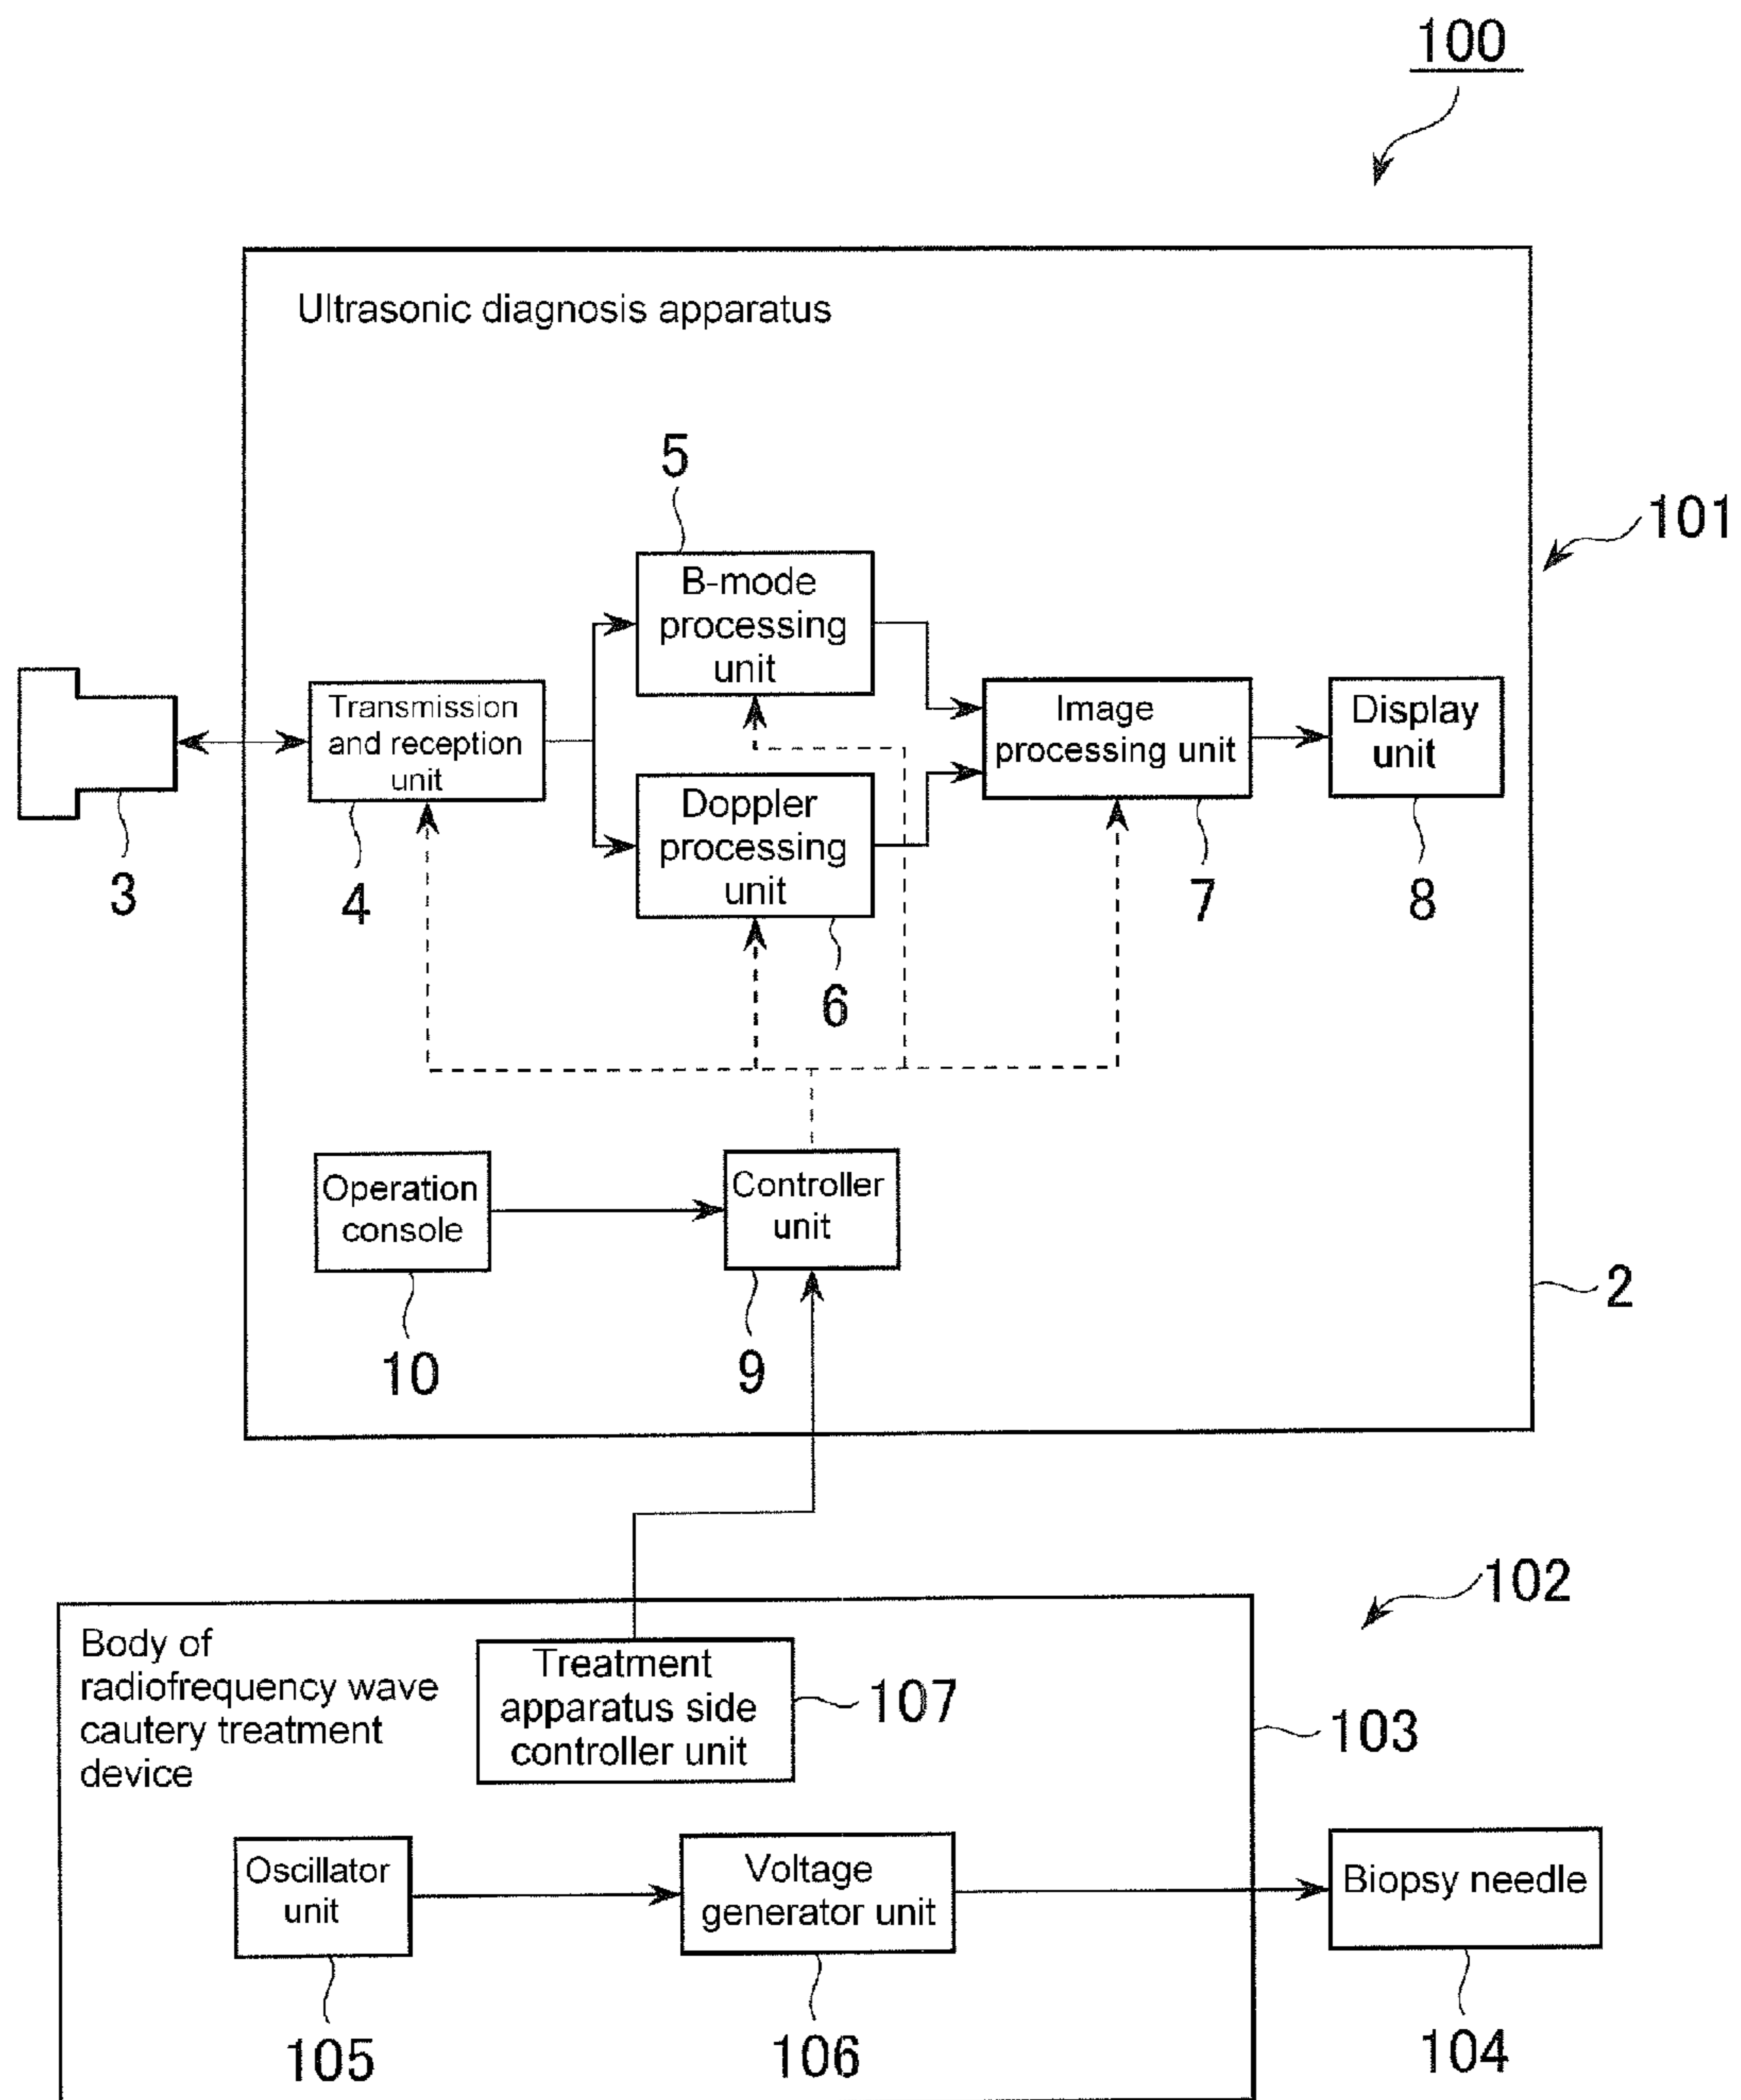 100
Ultrasonic diagnosis apparatus
5
101
B-mode
processing
unit
Transmission
and reception
unit
Image
processing unit
Display
unit
Doppler
processing
unit
3
4
7
8
6
Operation
console
Controller
unit
2
10
9
102
Body of
radiofrequency wave
cautery treatment
device
Treatment
apparatus side
controller unit
107
103
Oscillator
unit
Voltage
generator unit
Biopsy needle
105
106
104